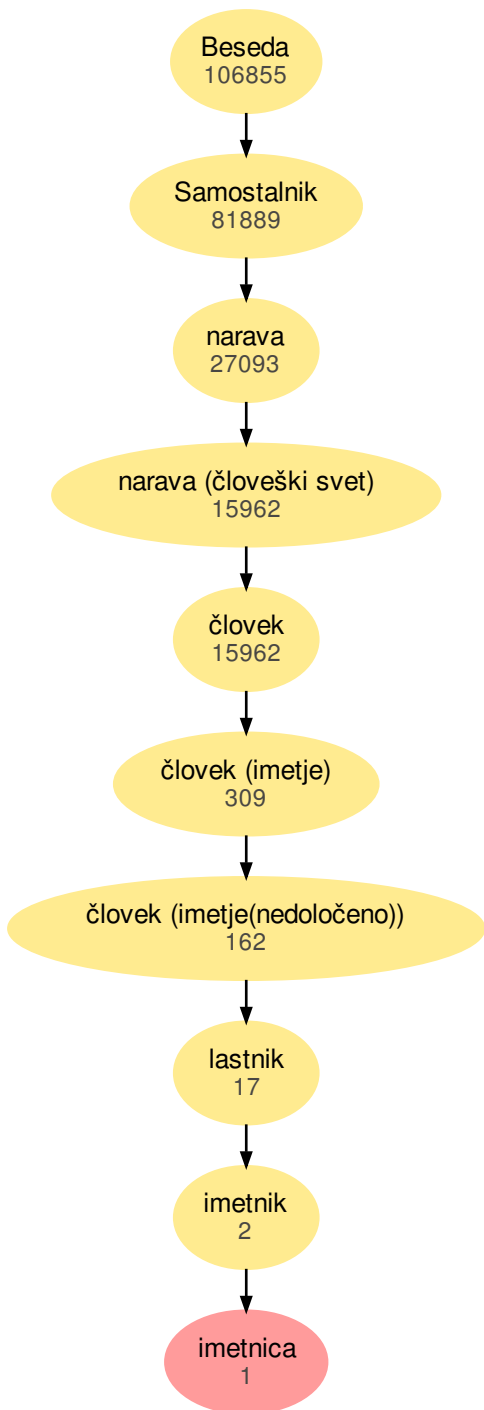 Beseda
106855
Samostalnik
81889
narava
27093
narava (človeški svet)
15962
človek
15962
človek (imetje)
309
človek (imetje(nedoločeno))
162
lastnik
17
imetnik
2
imetnica
1